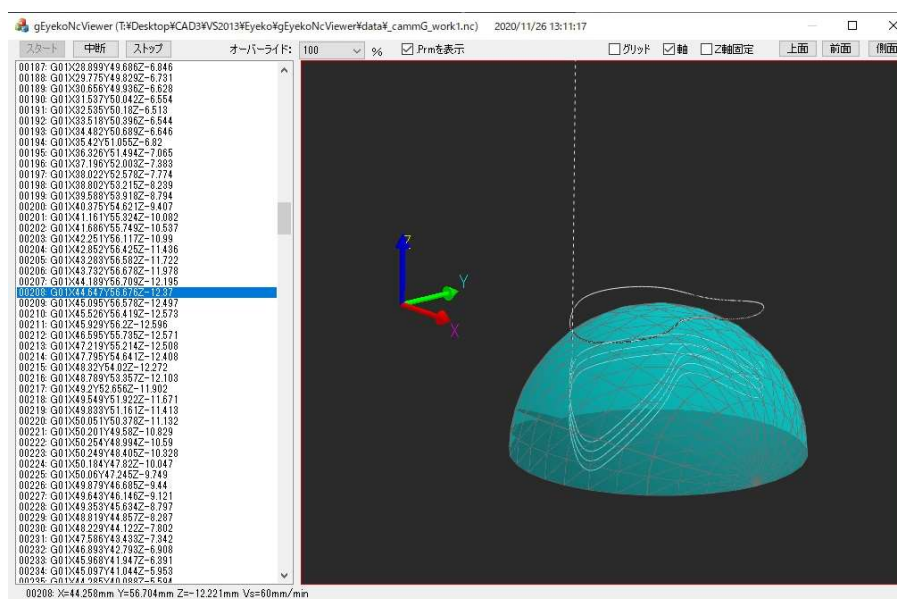 gEyekoNcViewer (T:¥Desktop¥CAD3¥VS2013¥Eyeko¥gEyekoNcViewer¥data¥_cammG_work1.nc) 2020/11/26 13:11:17
スタート 中断 ストップ オーバーライド: 100 % Prmを表示 グリッド 軸 Z軸固定 上面 前面 側面
00187: G01X28.899Y49.686Z-6.846
00188: G01X29.775Y49.829Z-6.731
00189: G01X30.656Y49.936Z-6.628
00190: G01X31.537Y50.042Z-6.554
00191: G01X32.535Y50.18Z-6.513
00192: G01X33.518Y50.396Z-6.544
00193: G01X34.482Y50.689Z-6.646
00194: G01X35.42Y51.055Z-6.82
00195: G01X36.326Y51.494Z-7.065
00196: G01X37.196Y52.003Z-7.383
00197: G01X38.022Y52.578Z-7.774
00198: G01X38.802Y53.215Z-8.239
00199: G01X39.588Y53.918Z-8.794
00200: G01X40.375Y54.621Z-9.407
00201: G01X41.161Y55.324Z-10.082
00202: G01X41.686Y55.749Z-10.537
00203: G01X42.251Y56.117Z-10.99
00204: G01X42.852Y56.425Z-11.436
00205: G01X43.283Y56.582Z-11.722
00206: G01X43.732Y56.678Z-11.978
00207: G01X44.189Y56.709Z-12.195
00208: G01X44.647Y56.676Z-12.37
00209: G01X45.095Y56.578Z-12.497
00210: G01X45.526Y56.419Z-12.573
00211: G01X45.929Y56.2Z-12.596
00212: G01X46.595Y55.735Z-12.571
00213: G01X47.219Y55.214Z-12.508
00214: G01X47.795Y54.641Z-12.408
00215: G01X48.32Y54.02Z-12.272
00216: G01X48.789Y53.357Z-12.103
00217: G01X49.2Y52.656Z-11.902
00218: G01X49.549Y51.922Z-11.671
00219: G01X49.833Y51.161Z-11.413
00220: G01X50.051Y50.378Z-11.132
00221: G01X50.201Y49.58Z-10.829
00222: G01X50.254Y48.994Z-10.59
00223: G01X50.249Y48.405Z-10.328
00224: G01X50.184Y47.82Z-10.047
00225: G01X50.06Y47.245Z-9.749
00226: G01X49.879Y46.685Z-9.44
00227: G01X49.643Y46.146Z-9.121
00228: G01X49.353Y45.634Z-8.797
00229: G01X48.819Y44.857Z-8.287
00230: G01X48.229Y44.122Z-7.802
00231: G01X47.586Y43.433Z-7.342
00232: G01X46.893Y42.793Z-6.908
00233: G01X45.968Y41.947Z-6.391
00234: G01X45.097Y41.044Z-5.953
00235: G01X44.285Y40.088Z-5.594
Z
Y
X
00208: X=44.258mm Y=56.704mm Z=-12.221mm Vs=60mm/min